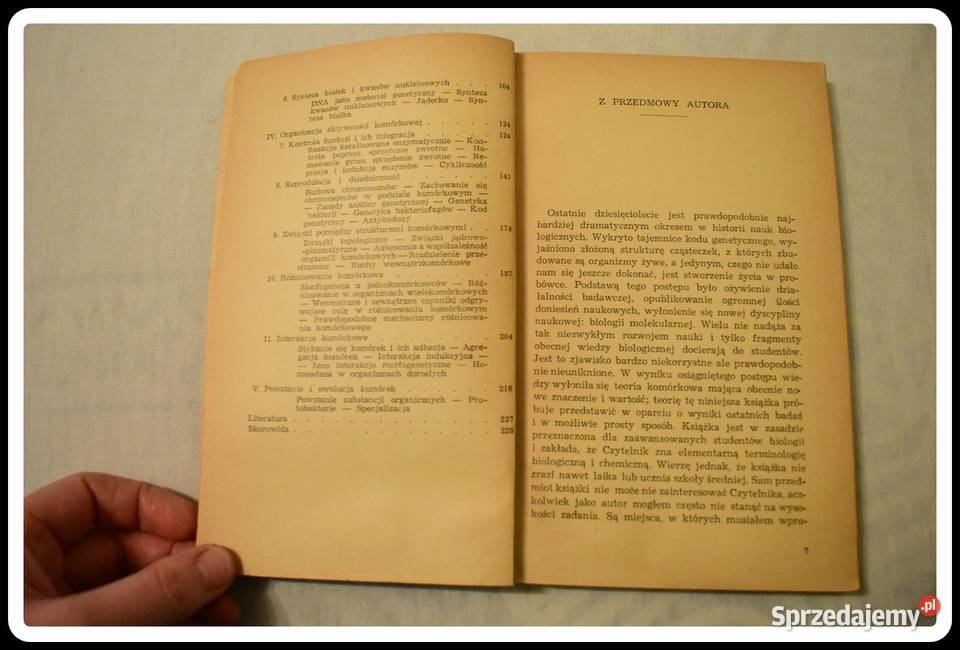 6. Synteza białek i kwasów nukleinowych . . . 104
DNA jako materiał genetyczny — Synteza
kwasów nukleinowych — Jąderko — Syn-
teza białka
IV. Organizacja aktywności komórkowej . . . . . 124
7. Kontrola funkcji i ich integracja . . . . . 124
Reakcje katalizowane enzymatycznie — Kon-
trola poprzez sprzężenie zwrotne — Ha-
mowanie przez sprzężenie zwrotne — Re-
presja i indukcja enzymów — Cykliczność
8. Reprodukcja i dziedziczność . . . . . . 141
Budowa chromosomów — Zachowanie się
chromosomów w podziale komórkowym —
— Zasady analizy genetycznej — Genetyka
bakterii — Genetyka bakteriofagów — Kod
genetyczny — Antykodony
9. Związki pomiędzy strukturami komórkowymi . . 174
Związki topologiczne — Związki jądrowo-
-plazmatyczne — Autonomia a współzależność
organelli komórkowych — Rozdzielenie prze-
strzenne — Ruchy wewnątrzkomórkowe
10. Różnicowanie komórkowe . . . . . . . 187
Morfogeneza u jednokomórkowców — Róż-
nicowanie w organizmach wielokomórkowych
— Wewnętrzne i zewnętrzne czynniki odgry-
wające rolę w różnicowaniu komórkowym —
— Prawdopodobne mechanizmy różnicowa-
nia komórkowego
11. Interakcje komórkowe . . . . . . . . 204
Stykanie się komórek i ich adhezja — Agre-
gacja komórek — Interakcja indukcyjna —
— Inne interakcje morfogenetyczne — Ho-
meostaza w organizmach dorosłych
V. Powstanie i ewolucja komórek . . . . . . . 216
Powstanie substancji organicznych — Pro-
tobakterie — Specjalizacja
Literatura . . . . . . . . . . . . . . 227
Skorowidz . . . . . . . . . . . . . . 228
Z PRZEDMOWY AUTORA
Ostatnie dziesięciolecie jest prawdopodobnie naj-
bardziej dramatycznym okresem w historii nauk bio-
logicznych. Wykryto tajemnice kodu genetycznego, wy-
jaśniono złożoną strukturę cząsteczek, z których zbu-
dowane są organizmy żywe, a jedynym, czego nie udało
nam się jeszcze dokonać, jest stworzenie życia w pro-
bówce. Podstawą tego postępu było ożywienie dzia-
łalności badawczej, opublikowanie ogromnej ilości
doniesień naukowych, wyłonienie się nowej dyscypliny
naukowej: biologii molekularnej. Wielu nie nadąża za
tak niezwykłym rozwojem nauki i tylko fragmenty
obecnej wiedzy biologicznej docierają do studentów.
Jest to zjawisko bardzo niekorzystne ale prawdopodob-
nie nieuniknione. W wyniku osiągniętego postępu wie-
dzy wyłoniła się teoria komórkowa mająca obecnie no-
we znaczenie i wartość; teorię tę niniejsza książka pró-
buje przedstawić w oparciu o wyniki ostatnich badań
i w możliwie prosty sposób. Książka jest w zasadzie
przeznaczona dla zaawansowanych studentów biologii
i zakłada, że Czytelnik zna elementarną terminologię
biologiczną i chemiczną. Wierzę jednak, że książka nie
zrazi nawet laika lub ucznia szkoły średniej. Sam przed-
miot książki nie może nie zainteresować Czytelnika, acz-
kolwiek jako autor mogłem często nie stanąć na wyso-
kości zadania. Są miejsca, w których musiałem wpro-
7
Sprzedajemy.pl